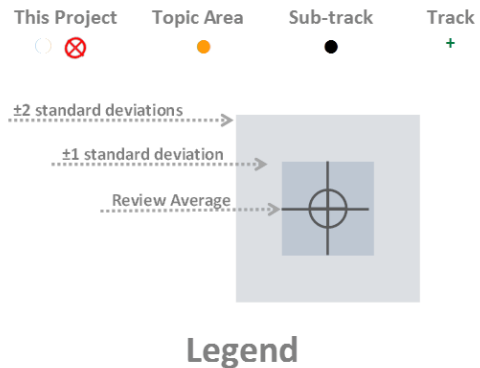 This Project Topic Area Sub-track Track
±2 standard deviations
±1 standard deviation
Review Average
Legend